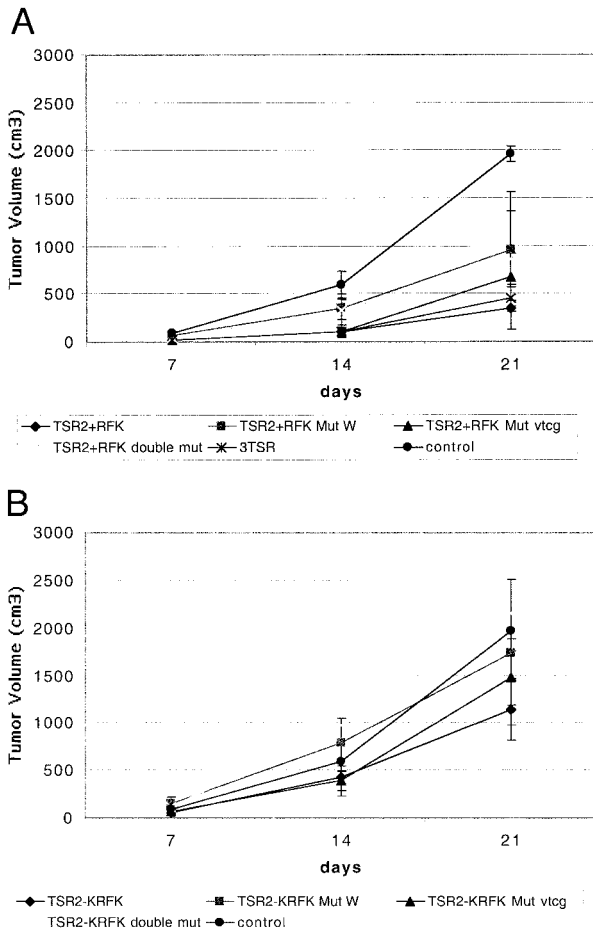 A
Tumor Volume (cm3)
3000
2500
2000
1500
1000
500
0
7 14 21
days
TSR2+RFK TSR2+RFK Mut W TSR2+RFK Mut vtcg
TSR2+RFK double mut 3TSR control
B
Tumor Volume (cm3)
3000
2500
2000
1500
1000
500
0
7 14 21
days
TSR2-KRFK TSR2-KRFK Mut W TSR2-KRFK Mut vtcg
TSR2-KRFK double mut control